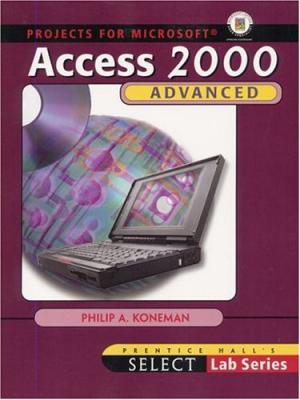 PROJECTS FOR MICROSOFT®
Access 2000
ADVANCED
PHILIP A. KONEMAN
PRENTICE HALL'S
SELECT Lab Series